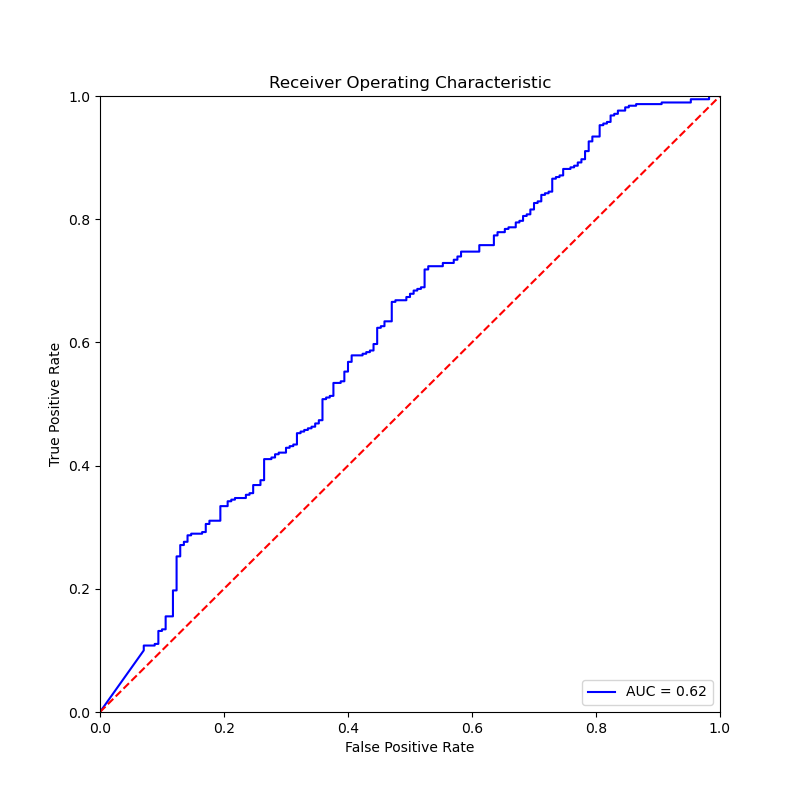 Receiver Operating Characteristic
True Positive Rate
1.0
0.8
0.6
0.4
0.2
0.0
AUC = 0.62
0.0 0.2 0.4 0.6 0.8 1.0
False Positive Rate